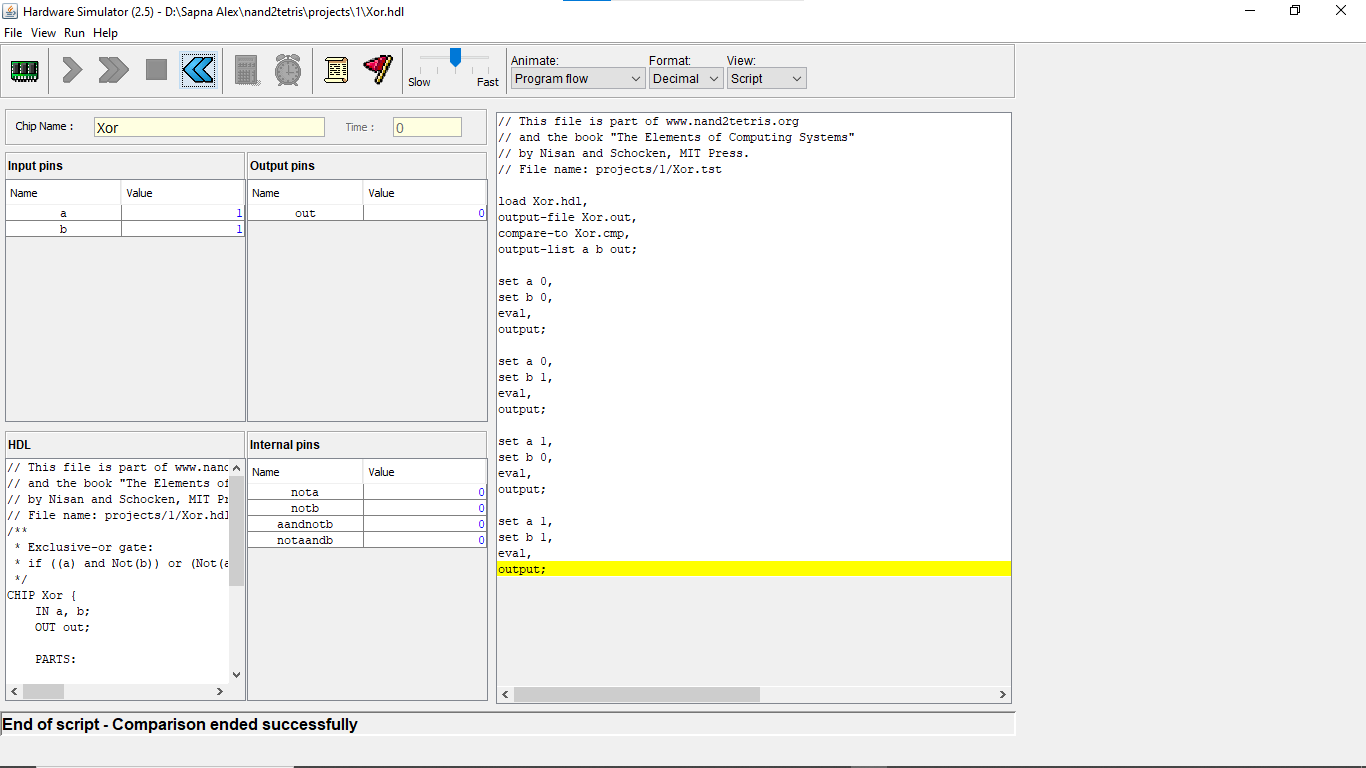 Hardware Simulator (2.5) - D:\Sapna Alex\nand2tetris\projects\1\Xor.hdl
File View Run Help
Slow Fast
Animate: Format: View:
Program flow Decimal Script
Chip Name : Xor Time : 0
Input pins
Name Value
a 1
b 1
Output pins
Name Value
out 0
HDL
// This file is part of www.nand
// and the book "The Elements of
// by Nisan and Schocken, MIT Pr
// File name: projects/1/Xor.hdl
/**
* Exclusive-or gate:
* if ((a) and Not(b)) or (Not(a
*/
CHIP Xor {
IN a, b;
OUT out;
PARTS:
Internal pins
Name Value
nota 0
notb 0
aandnotb 0
notaandb 0
// This file is part of www.nand2tetris.org
// and the book "The Elements of Computing Systems"
// by Nisan and Schocken, MIT Press.
// File name: projects/1/Xor.tst
load Xor.hdl,
output-file Xor.out,
compare-to Xor.cmp,
output-list a b out;
set a 0,
set b 0,
eval,
output;
set a 0,
set b 1,
eval,
output;
set a 1,
set b 0,
eval,
output;
set a 1,
set b 1,
eval,
output;
End of script - Comparison ended successfully